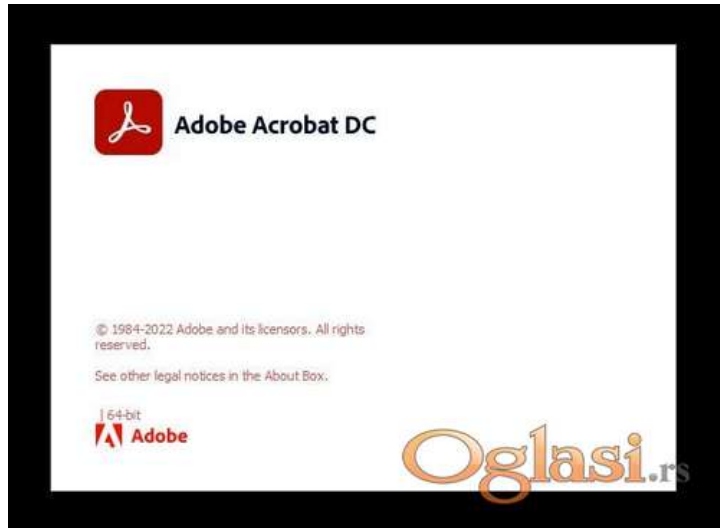 Adobe Acrobat DC
© 1984-2022 Adobe and its licensors. All rights
reserved.
See other legal notices in the About Box.
| 64-bit
Adobe
Oglasi.rs